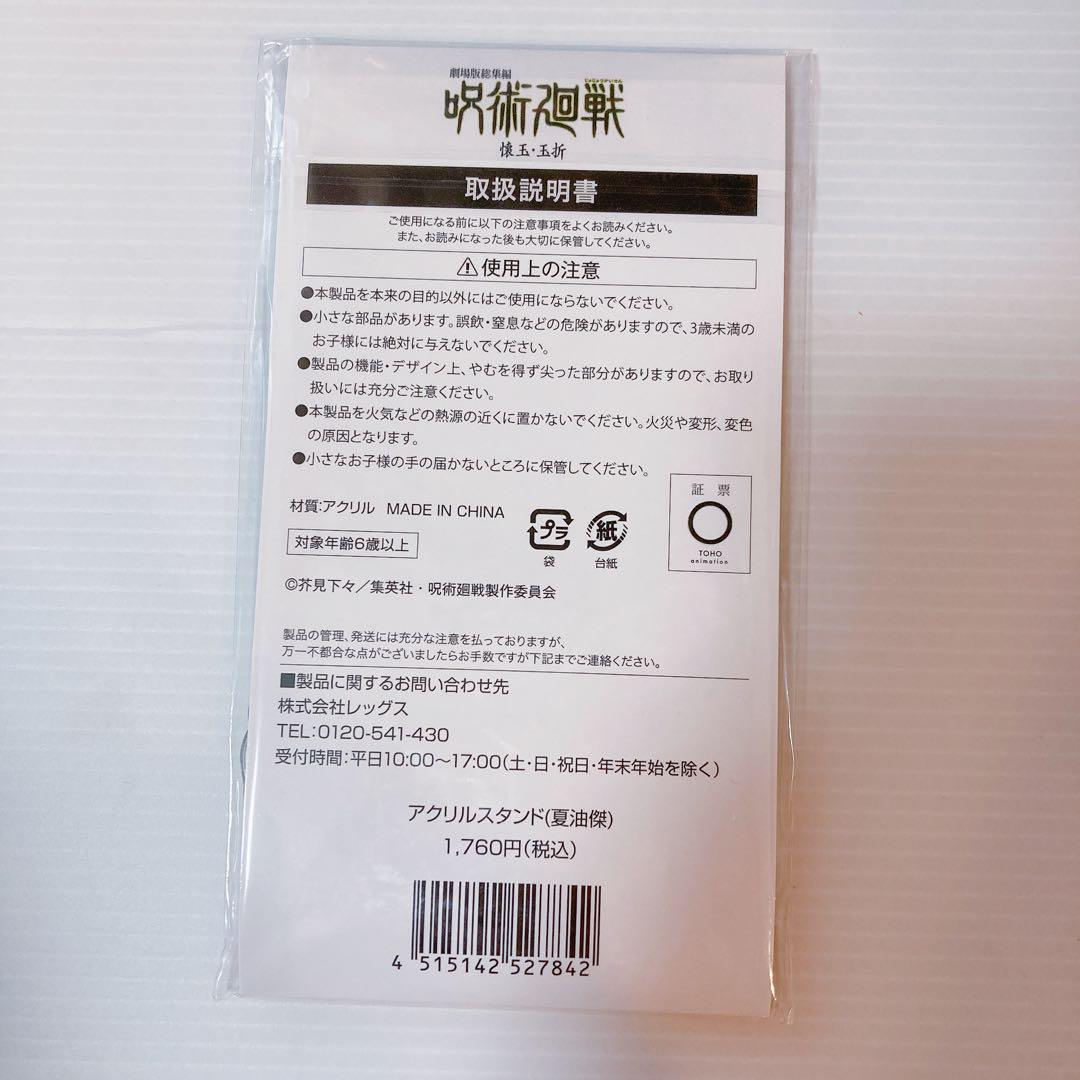 劇場版総集編
じゅじゅつかいせん
呪術廻戦
懐玉・玉折
取扱説明書
ご使用になる前に以下の注意事項をよくお読みください。
また、お読みになった後も大切に保管してください。
⚠使用上の注意
●本製品を本来の目的以外にはご使用にならないでください。
●小さな部品があります。誤飲・窒息などの危険がありますので、3歳未満の
お子様には絶対に与えないでください。
●製品の機能・デザイン上、やむを得ず尖った部分がありますので、お取り
扱いには充分ご注意ください。
●本製品を火気などの熱源の近くに置かないでください。火災や変形、変色
の原因となります。
●小さなお子様の手の届かないところに保管してください。
材質:アクリル MADE IN CHINA
対象年齢6歳以上
プラ
袋
紙
台紙
証票
TOHO
animation
©芥見下々／集英社・呪術廻戦製作委員会
製品の管理、発送には充分な注意を払っておりますが、
万一不都合な点がございましたらお手数ですが下記までご連絡ください。
■製品に関するお問い合わせ先
株式会社レッグス
TEL:0120-541-430
受付時間:平日10:00～17:00(土・日・祝日・年末年始を除く)
アクリルスタンド(夏油傑)
1,760円(税込)
4 515142 527842